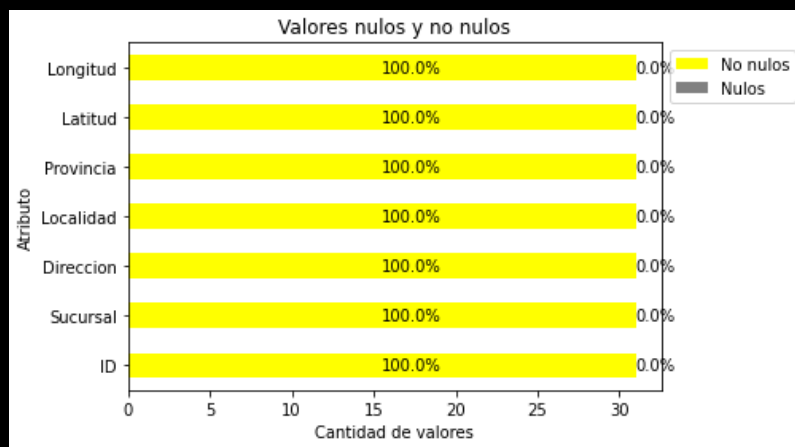 Valores nulos y no nulos
Longitud 100.0% 0.0%
Latitud 100.0% 0.0%
Provincia 100.0% 0.0%
Localidad 100.0% 0.0%
Direccion 100.0% 0.0%
Sucursal 100.0% 0.0%
ID 100.0% 0.0%
Atributo
0 5 10 15 20 25 30
Cantidad de valores
No nulos
Nulos